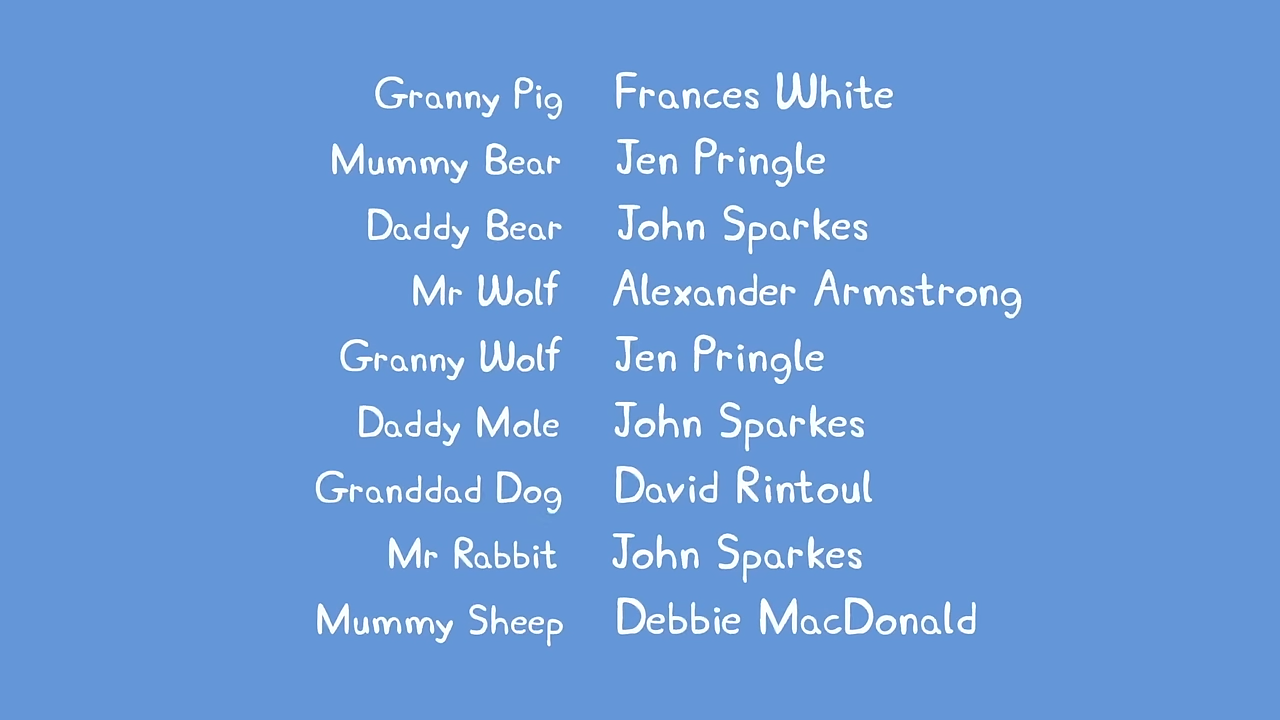 Granny Pig Frances White
Mummy Bear Jen Pringle
Daddy Bear John Sparkes
Mr Wolf Alexander Armstrong
Granny Wolf Jen Pringle
Daddy Mole John Sparkes
Granddad Dog David Rintoul
Mr Rabbit John Sparkes
Mummy Sheep Debbie MacDonald